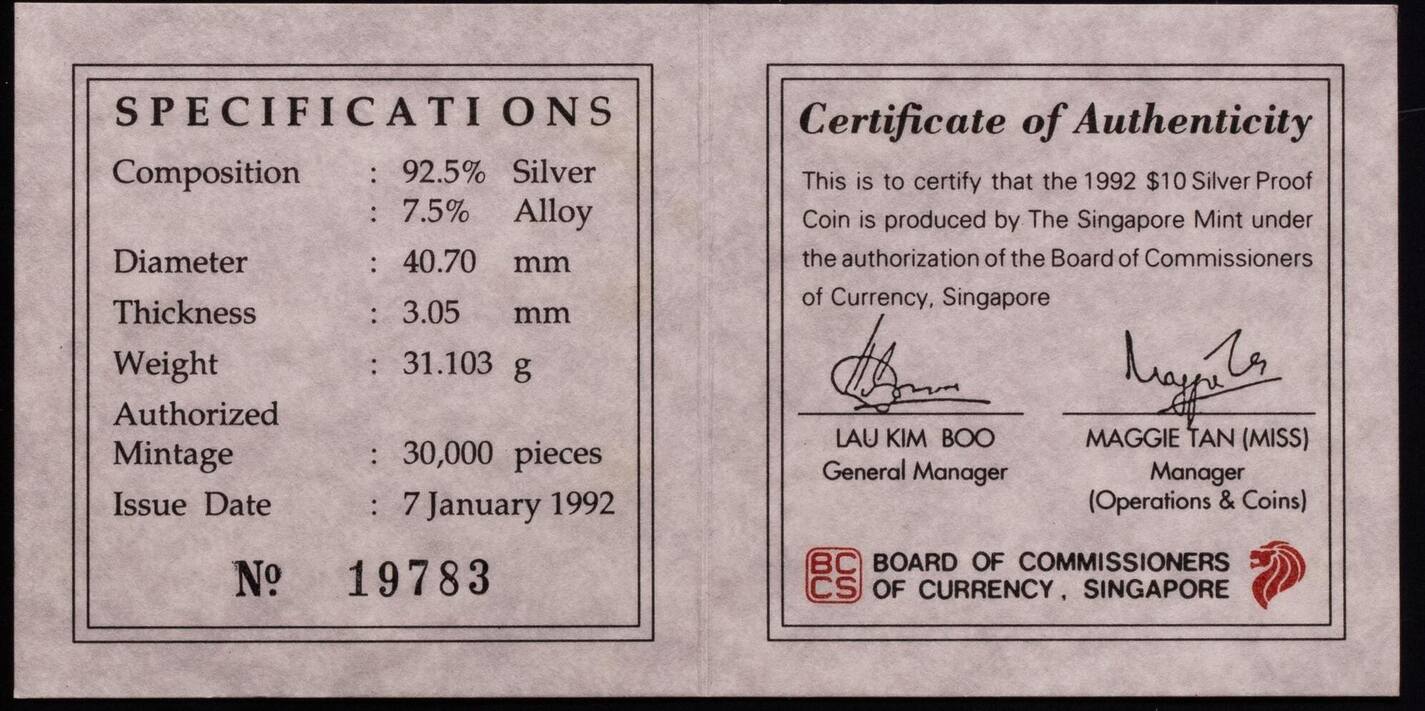 SPECIFICATIONS
Composition : 92.5% Silver
: 7.5% Alloy
Diameter : 40.70 mm
Thickness : 3.05 mm
Weight : 31.103 g
Authorized
Mintage : 30,000 pieces
Issue Date : 7 January 1992
Nº 19783
Certificate of Authenticity
This is to certify that the 1992 $10 Silver Proof
Coin is produced by The Singapore Mint under
the authorization of the Board of Commissioners
of Currency, Singapore
Maggie Tan
LAU KIM BOO
General Manager
MAGGIE TAN (MISS)
Manager
(Operations & Coins)
BC
CS
BOARD OF COMMISSIONERS
OF CURRENCY, SINGAPORE